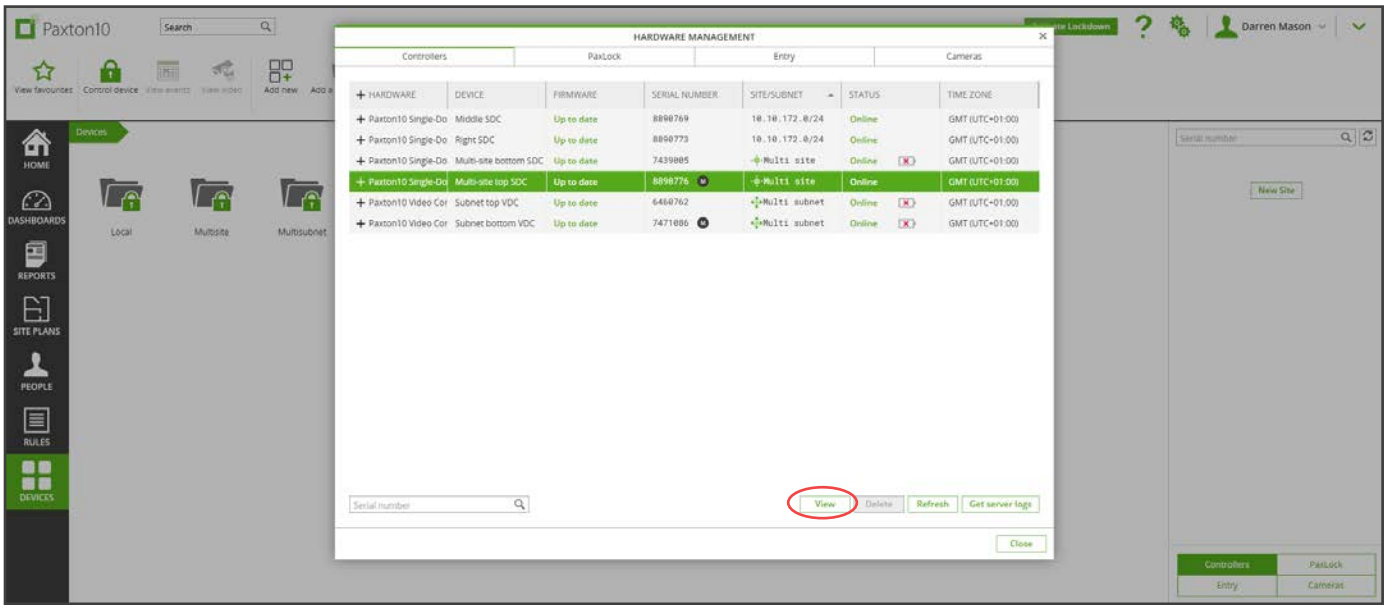 Paxton10
Search
Lockdown
?
Darren Mason
View favourites
Control device
View events
View video
Add new
Add a
HOME
DASHBOARDS
REPORTS
SITE PLANS
PEOPLE
RULES
DEVICES
Devices
Local
Multisite
Multisubnet
HARDWARE MANAGEMENT
Controllers PaxLock Entry Cameras
HARDWARE DEVICE FIRMWARE SERIAL NUMBER SITE/SUBNET STATUS TIME ZONE
Paxton10 Single-Do Middle SDC Up to date 8890769 10.10.172.0/24 Online GMT (UTC+01:00)
Paxton10 Single-Do Right SDC Up to date 8890773 10.10.172.0/24 Online GMT (UTC+01:00)
Paxton10 Single-Do Multi-site bottom SDC Up to date 7439005 Multi site Online GMT (UTC+01:00)
Paxton10 Single-Do Multi-site top SDC Up to date 8890776 M Multi site Online GMT (UTC+01:00)
Paxton10 Video Cor Subnet top VDC Up to date 6460762 Multi subnet Online GMT (UTC+01:00)
Paxton10 Video Cor Subnet bottom VDC Up to date 7471086 M Multi subnet Online GMT (UTC+01:00)
Serial number
View Delete Refresh Get server logs
Close
Serial number
New Site
Controllers PaxLock
Entry Cameras